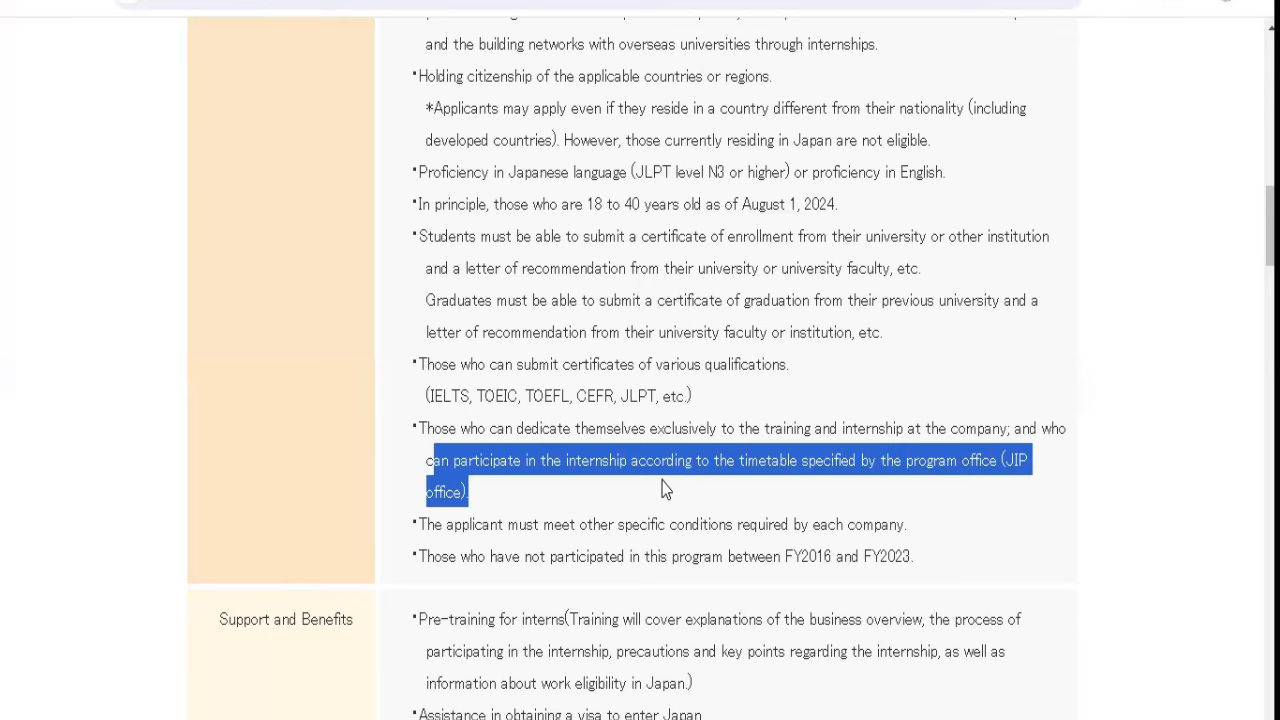 and the building networks with overseas universities through internships.
・Holding citizenship of the applicable countries or regions.
*Applicants may apply even if they reside in a country different from their nationality (including
developed countries). However, those currently residing in Japan are not eligible.
・Proficiency in Japanese language (JLPT level N3 or higher) or proficiency in English.
・In principle, those who are 18 to 40 years old as of August 1, 2024.
・Students must be able to submit a certificate of enrollment from their university or other institution
and a letter of recommendation from their university or university faculty, etc.
Graduates must be able to submit a certificate of graduation from their previous university and a
letter of recommendation from their university faculty or institution, etc.
・Those who can submit certificates of various qualifications.
(IELTS, TOEIC, TOEFL, CEFR, JLPT, etc.)
・Those who can dedicate themselves exclusively to the training and internship at the company; and who
can participate in the internship according to the timetable specified by the program office (JIP
office).
・The applicant must meet other specific conditions required by each company.
・Those who have not participated in this program between FY2016 and FY2023.
Support and Benefits
・Pre-training for interns(Training will cover explanations of the business overview, the process of
participating in the internship, precautions and key points regarding the internship, as well as
information about work eligibility in Japan.)
・Assistance in obtaining a visa to enter Japan